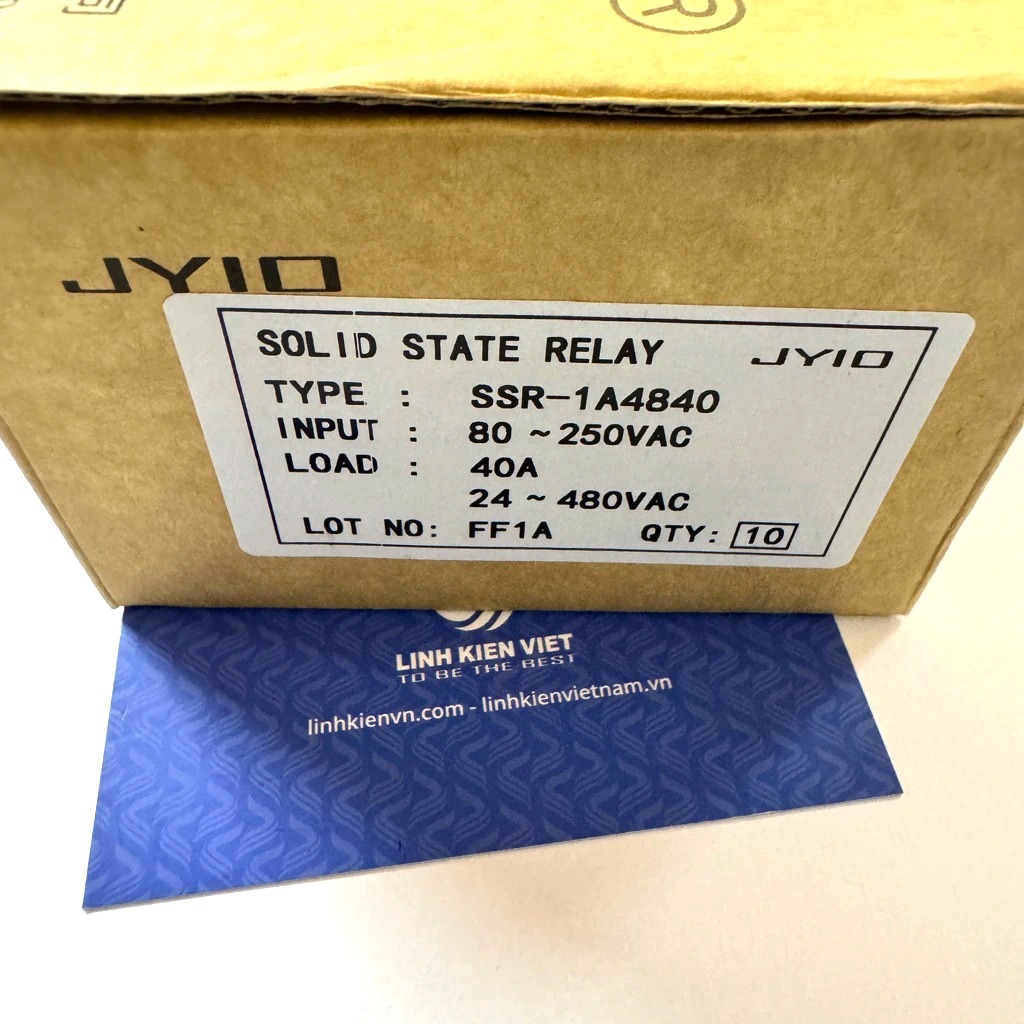 ®
JYIO
SOLID STATE RELAY JYIO
TYPE : SSR-1A4840
INPUT : 80 ~ 250VAC
LOAD : 40A
24 ~ 480VAC
LOT NO: FF1A QTY: 10
LINH KIEN VIET
TO BE THE BEST
linhkienvn.com - linhkienvietnam.vn